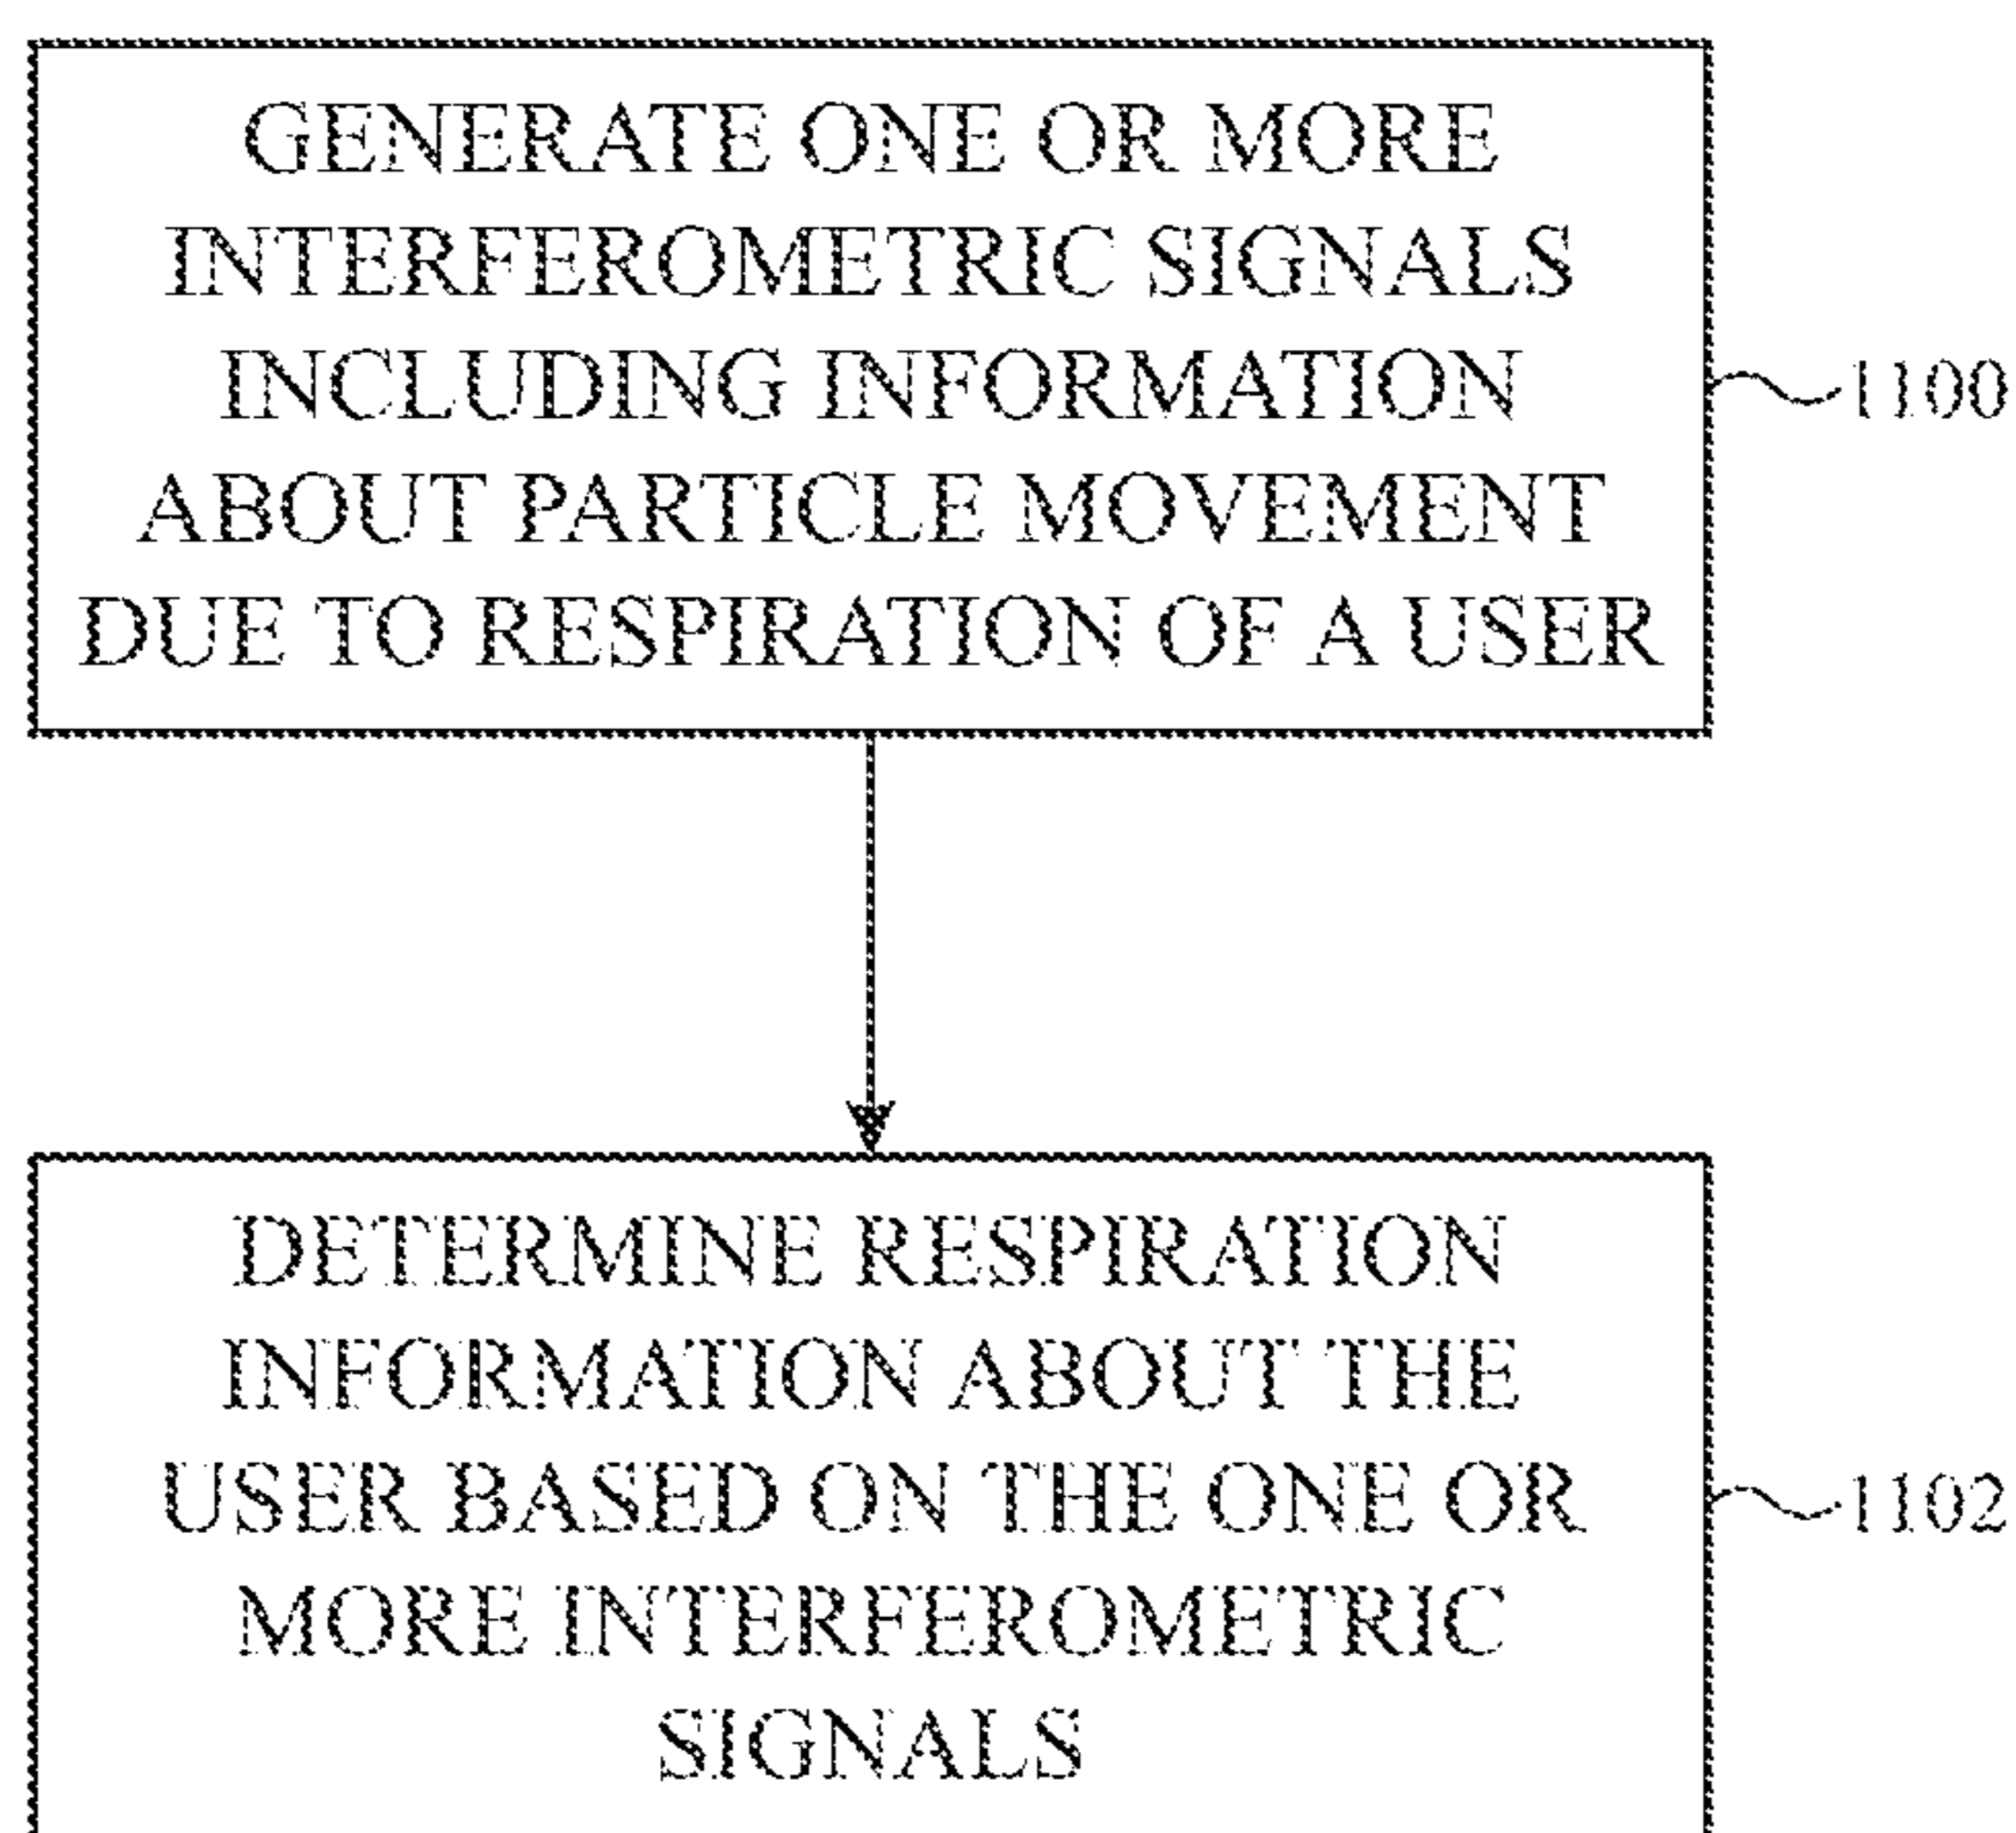 GENERATE ONE OR MORE
INTERFEROMETRIC SIGNALS
INCLUDING INFORMATION
ABOUT PARTICLE MOVEMENT
DUE TO RESPIRATION OF A USER
1100
DETERMINE RESPIRATION
INFORMATION ABOUT THE
USER BASED ON THE ONE OR
MORE INTERFEROMETRIC
SIGNALS
1102